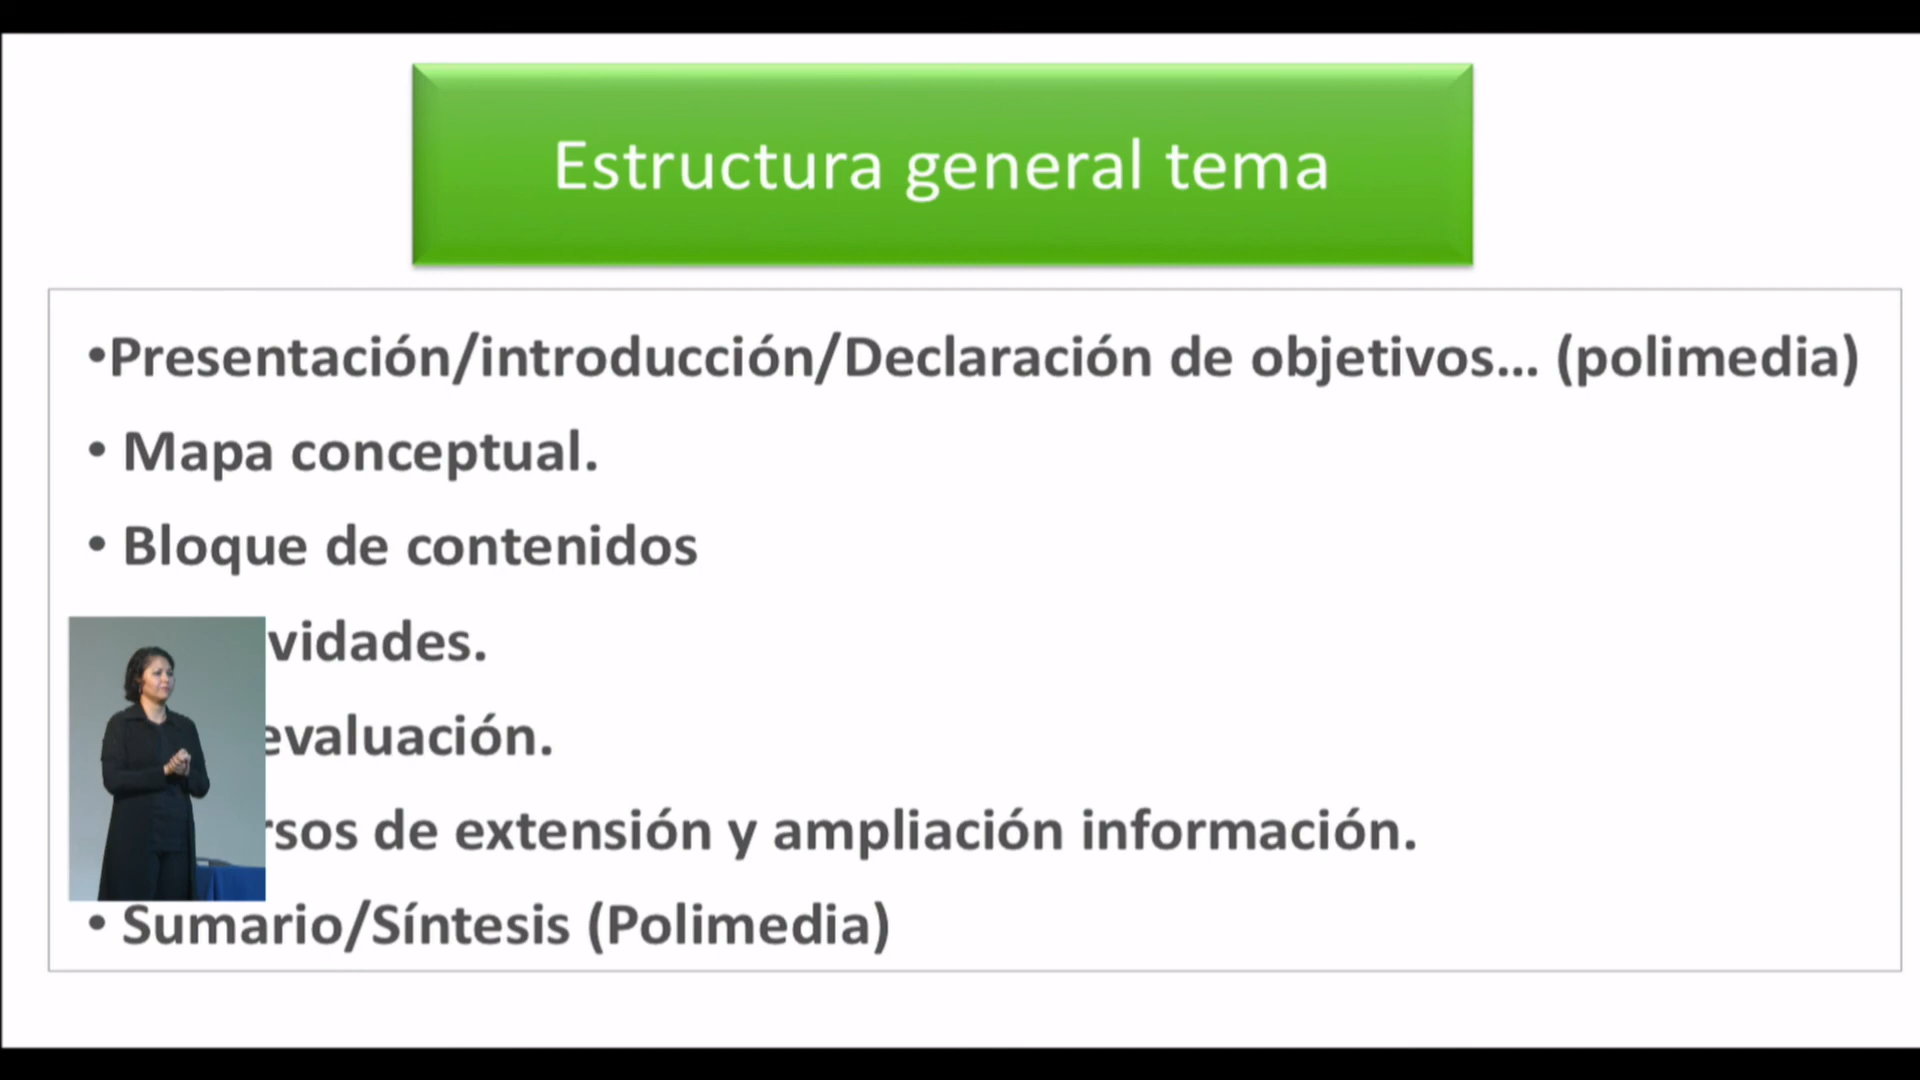 Estructura general tema
•Presentación/introducción/Declaración de objetivos... (polimedia)
• Mapa conceptual.
• Bloque de contenidos
vidades.
evaluación.
rsos de extensión y ampliación información.
• Sumario/Síntesis (Polimedia)